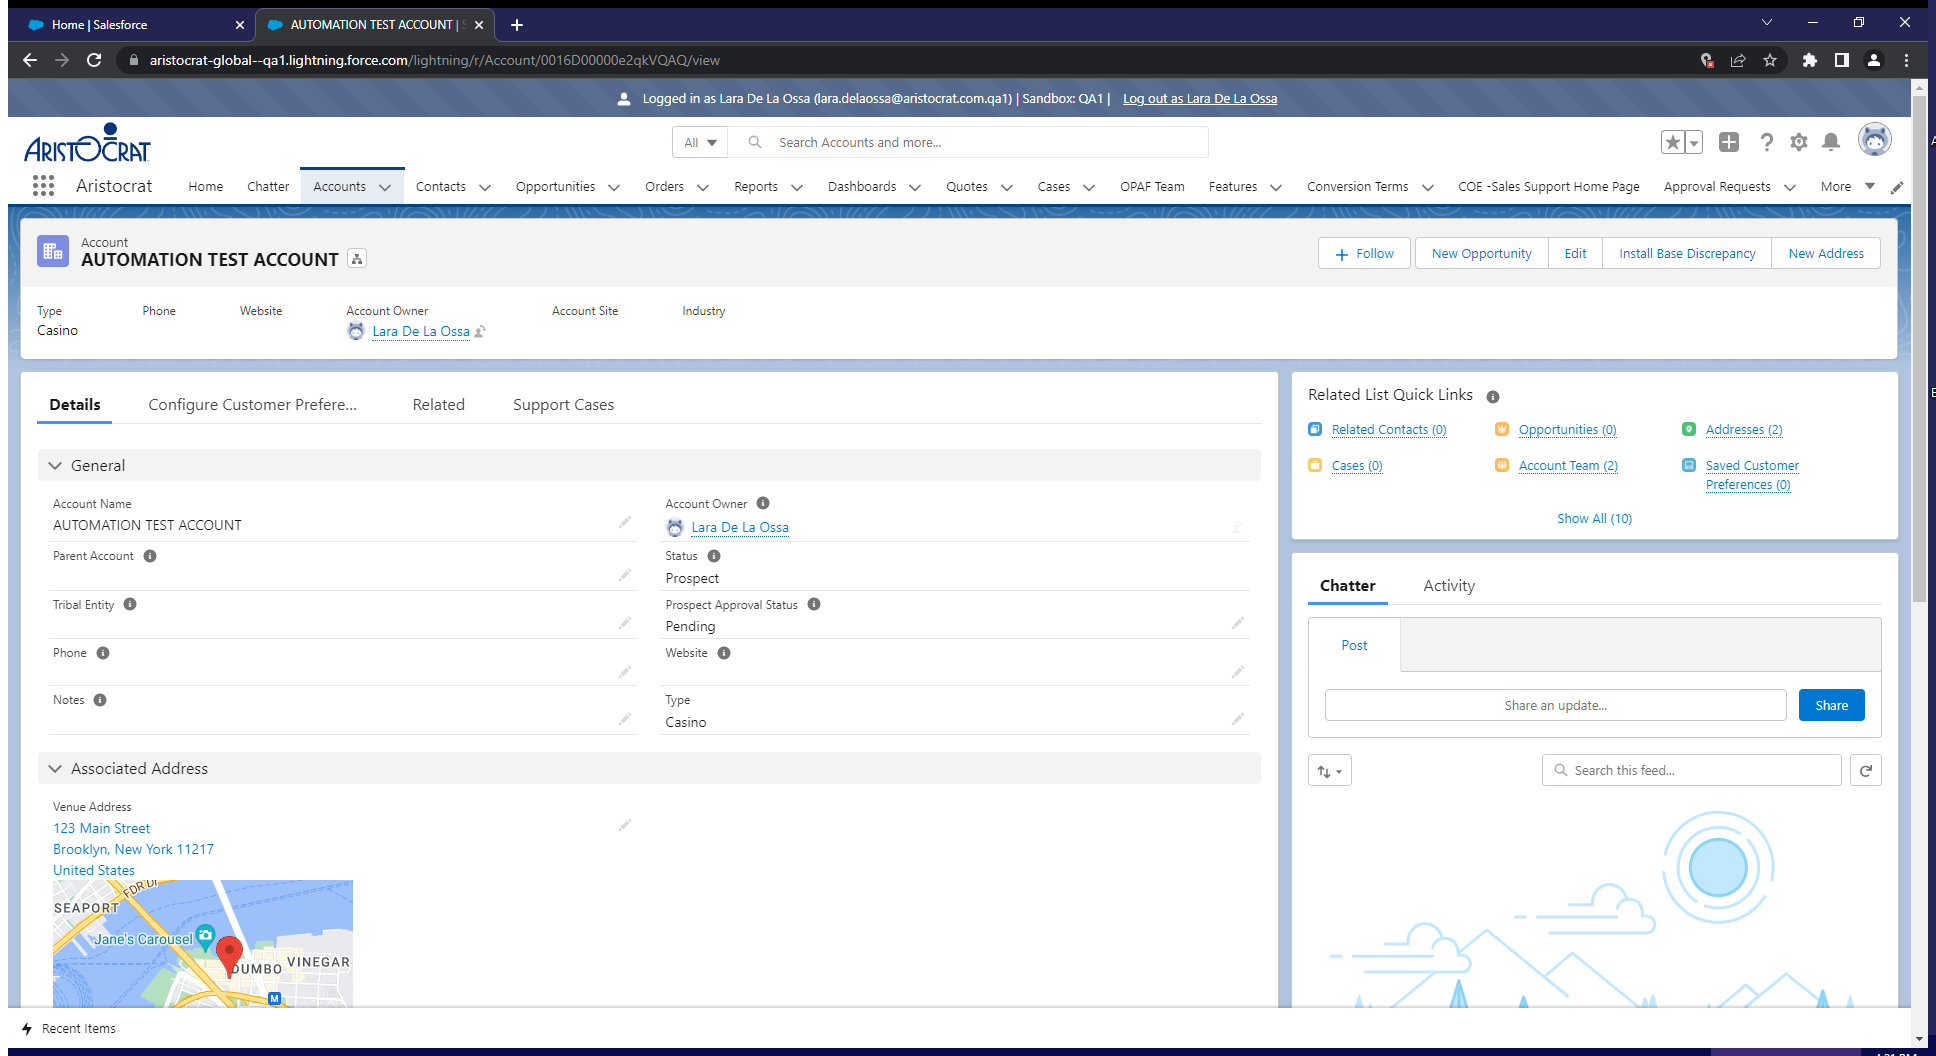 Home | Salesforce
AUTOMATION TEST ACCOUNT |
aristocrat-global--qa1.lightning.force.com/lightning/r/Account/0016D00000e2qkVQAQ/view
Logged in as Lara De La Ossa (lara.delaossa@aristocrat.com.qa1) | Sandbox: QA1 | Log out as Lara De La Ossa
ARISTOCRAT
All
Search Accounts and more...
Aristocrat Home Chatter Accounts Contacts Opportunities Orders Reports Dashboards Quotes Cases OPAF Team Features Conversion Terms COE -Sales Support Home Page Approval Requests More
Account
AUTOMATION TEST ACCOUNT
Follow New Opportunity Edit Install Base Discrepancy New Address
Type Phone Website Account Owner Account Site Industry
Casino Lara De La Ossa
Details Configure Customer Prefere... Related Support Cases
General
Account Name Account Owner
AUTOMATION TEST ACCOUNT Lara De La Ossa
Parent Account Status
Prospect
Tribal Entity Prospect Approval Status
Pending
Phone Website
Notes Type
Casino
Associated Address
Venue Address
123 Main Street
Brooklyn, New York 11217
United States
FDR Dr
SEAPORT
Jane's Carousel
DUMBO VINEGAR
M
Related List Quick Links
Related Contacts (0) Opportunities (0) Addresses (2)
Cases (0) Account Team (2) Saved Customer
Preferences (0)
Show All (10)
Chatter Activity
Post
Share an update... Share
Search this feed...
Recent Items